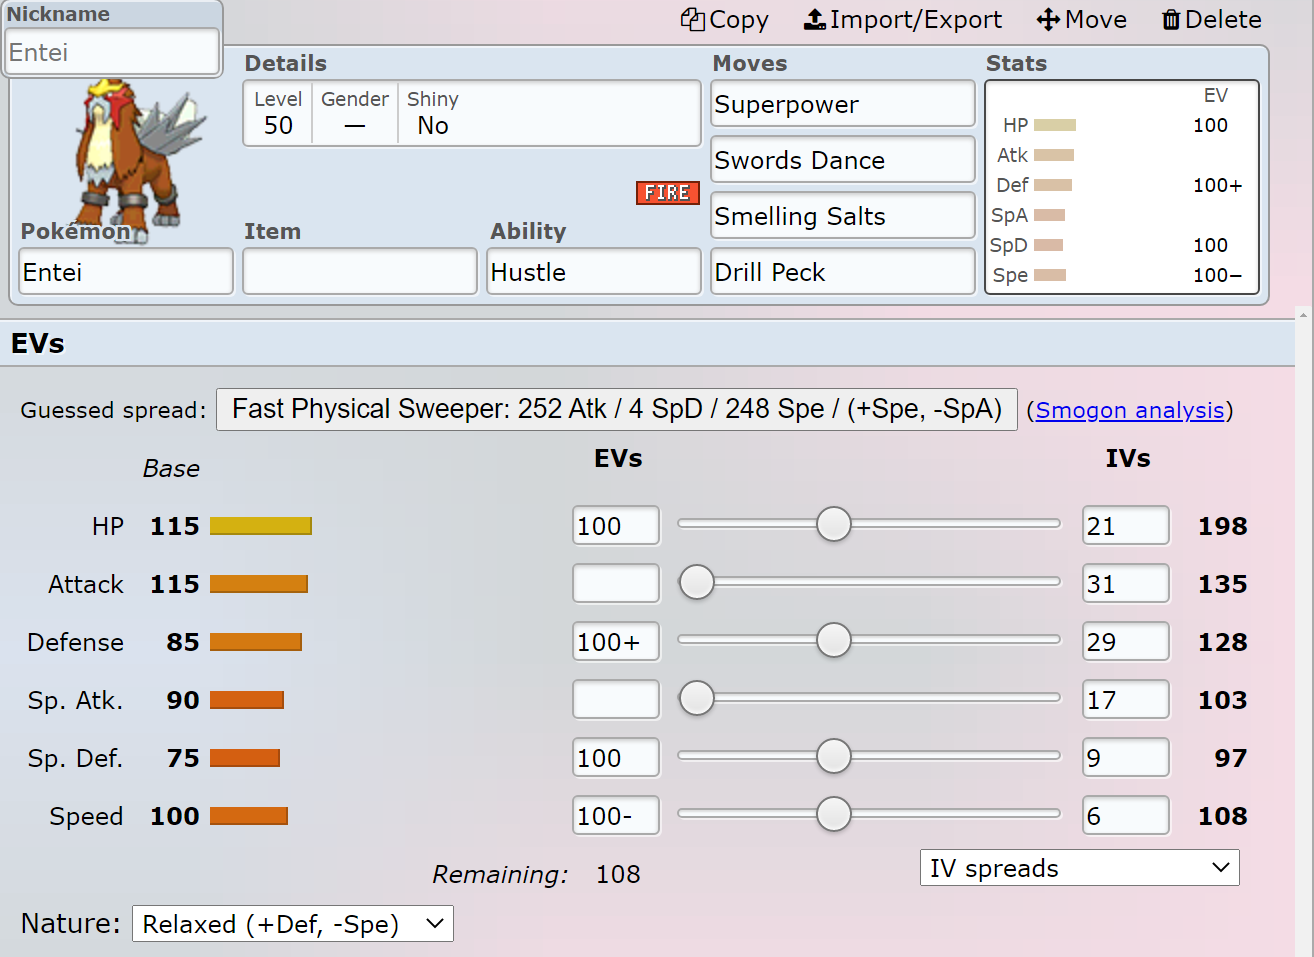 Nickname
Entei
Copy Import/Export Move Delete
Details
Level Gender Shiny
50 — No
FIRE
Pokémon Item Ability
Entei Hustle
Moves
Superpower
Swords Dance
Smelling Salts
Drill Peck
Stats
EV
HP 100
Atk
Def 100+
SpA
SpD 100
Spe 100−
EVs
Guessed spread: Fast Physical Sweeper: 252 Atk / 4 SpD / 248 Spe / (+Spe, -SpA) (Smogon analysis)
Base EVs IVs
HP 115 100 21 198
Attack 115 31 135
Defense 85 100+ 29 128
Sp. Atk. 90 17 103
Sp. Def. 75 100 9 97
Speed 100 100- 6 108
Remaining: 108 IV spreads
Nature: Relaxed (+Def, -Spe)